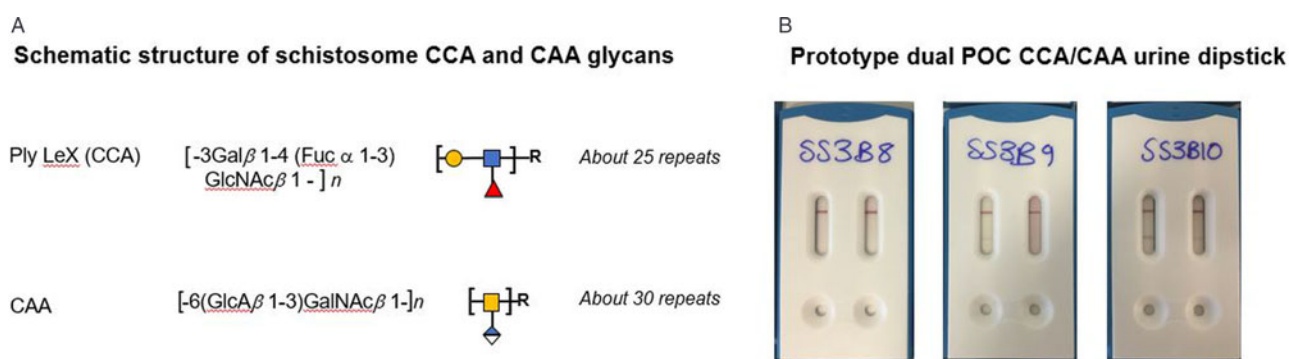 A
Schematic structure of schistosome CCA and CAA glycans
Ply LeX (CCA)
[-3Galβ 1-4 (Fuc α 1-3)
GlcNAcβ 1 - ] n
R
About 25 repeats
CAA
[-6(GlcAβ 1-3)GalNAcβ 1-]n
R
About 30 repeats
B
Prototype dual POC CCA/CAA urine dipstick
SS3B8
SS3B9
SS3B10